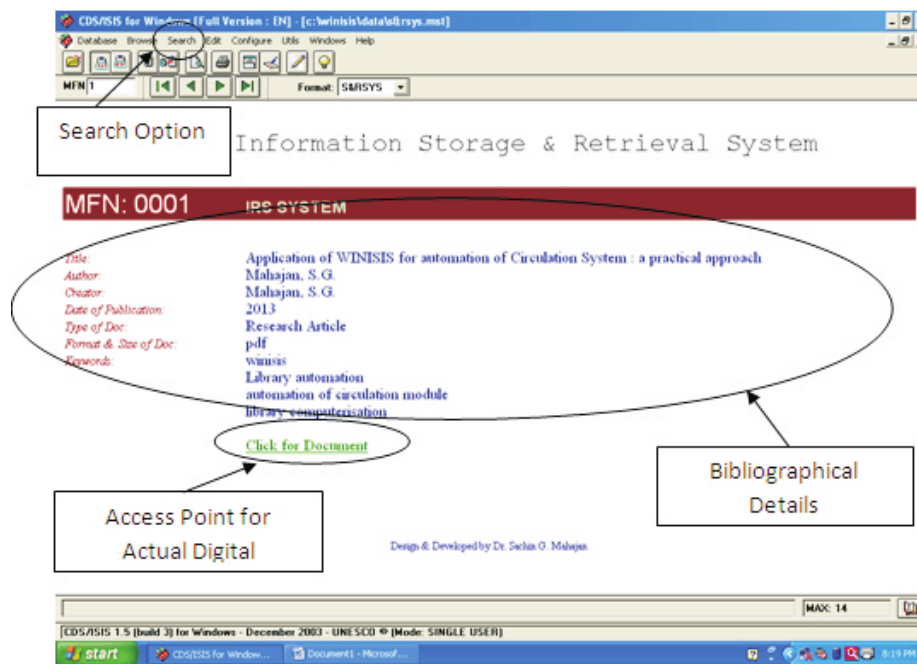 CDS/ISIS for Windows (Full Version : EN) - [c:\winisis\data\s&rsys.mst]
Database Browse Search Edit Configure Utils Windows Help
MFN 1 Format: S&RSYS
Search Option
Information Storage & Retrieval System
MFN: 0001 IRS SYSTEM
Title: Application of WINISIS for automation of Circulation System : a practical approach
Author: Mahajan, S.G.
Creator: Mahajan, S.G.
Date of Publication: 2013
Type of Doc: Research Article
Format & Size of Doc: pdf
Keywords: winisis
Library automation
automation of circulation module
library computerisation
Click for Document
Bibliographical
Details
Access Point for
Actual Digital
Design & Developed by Dr. Sachin G. Mahajan
MAX: 14
CDS/ISIS 1.5 (build 3) for Windows - December 2003 - UNESCO (Mode: SINGLE USER)
start CDS/ISIS for Window... Document1 - Microsof... 8:19 PM